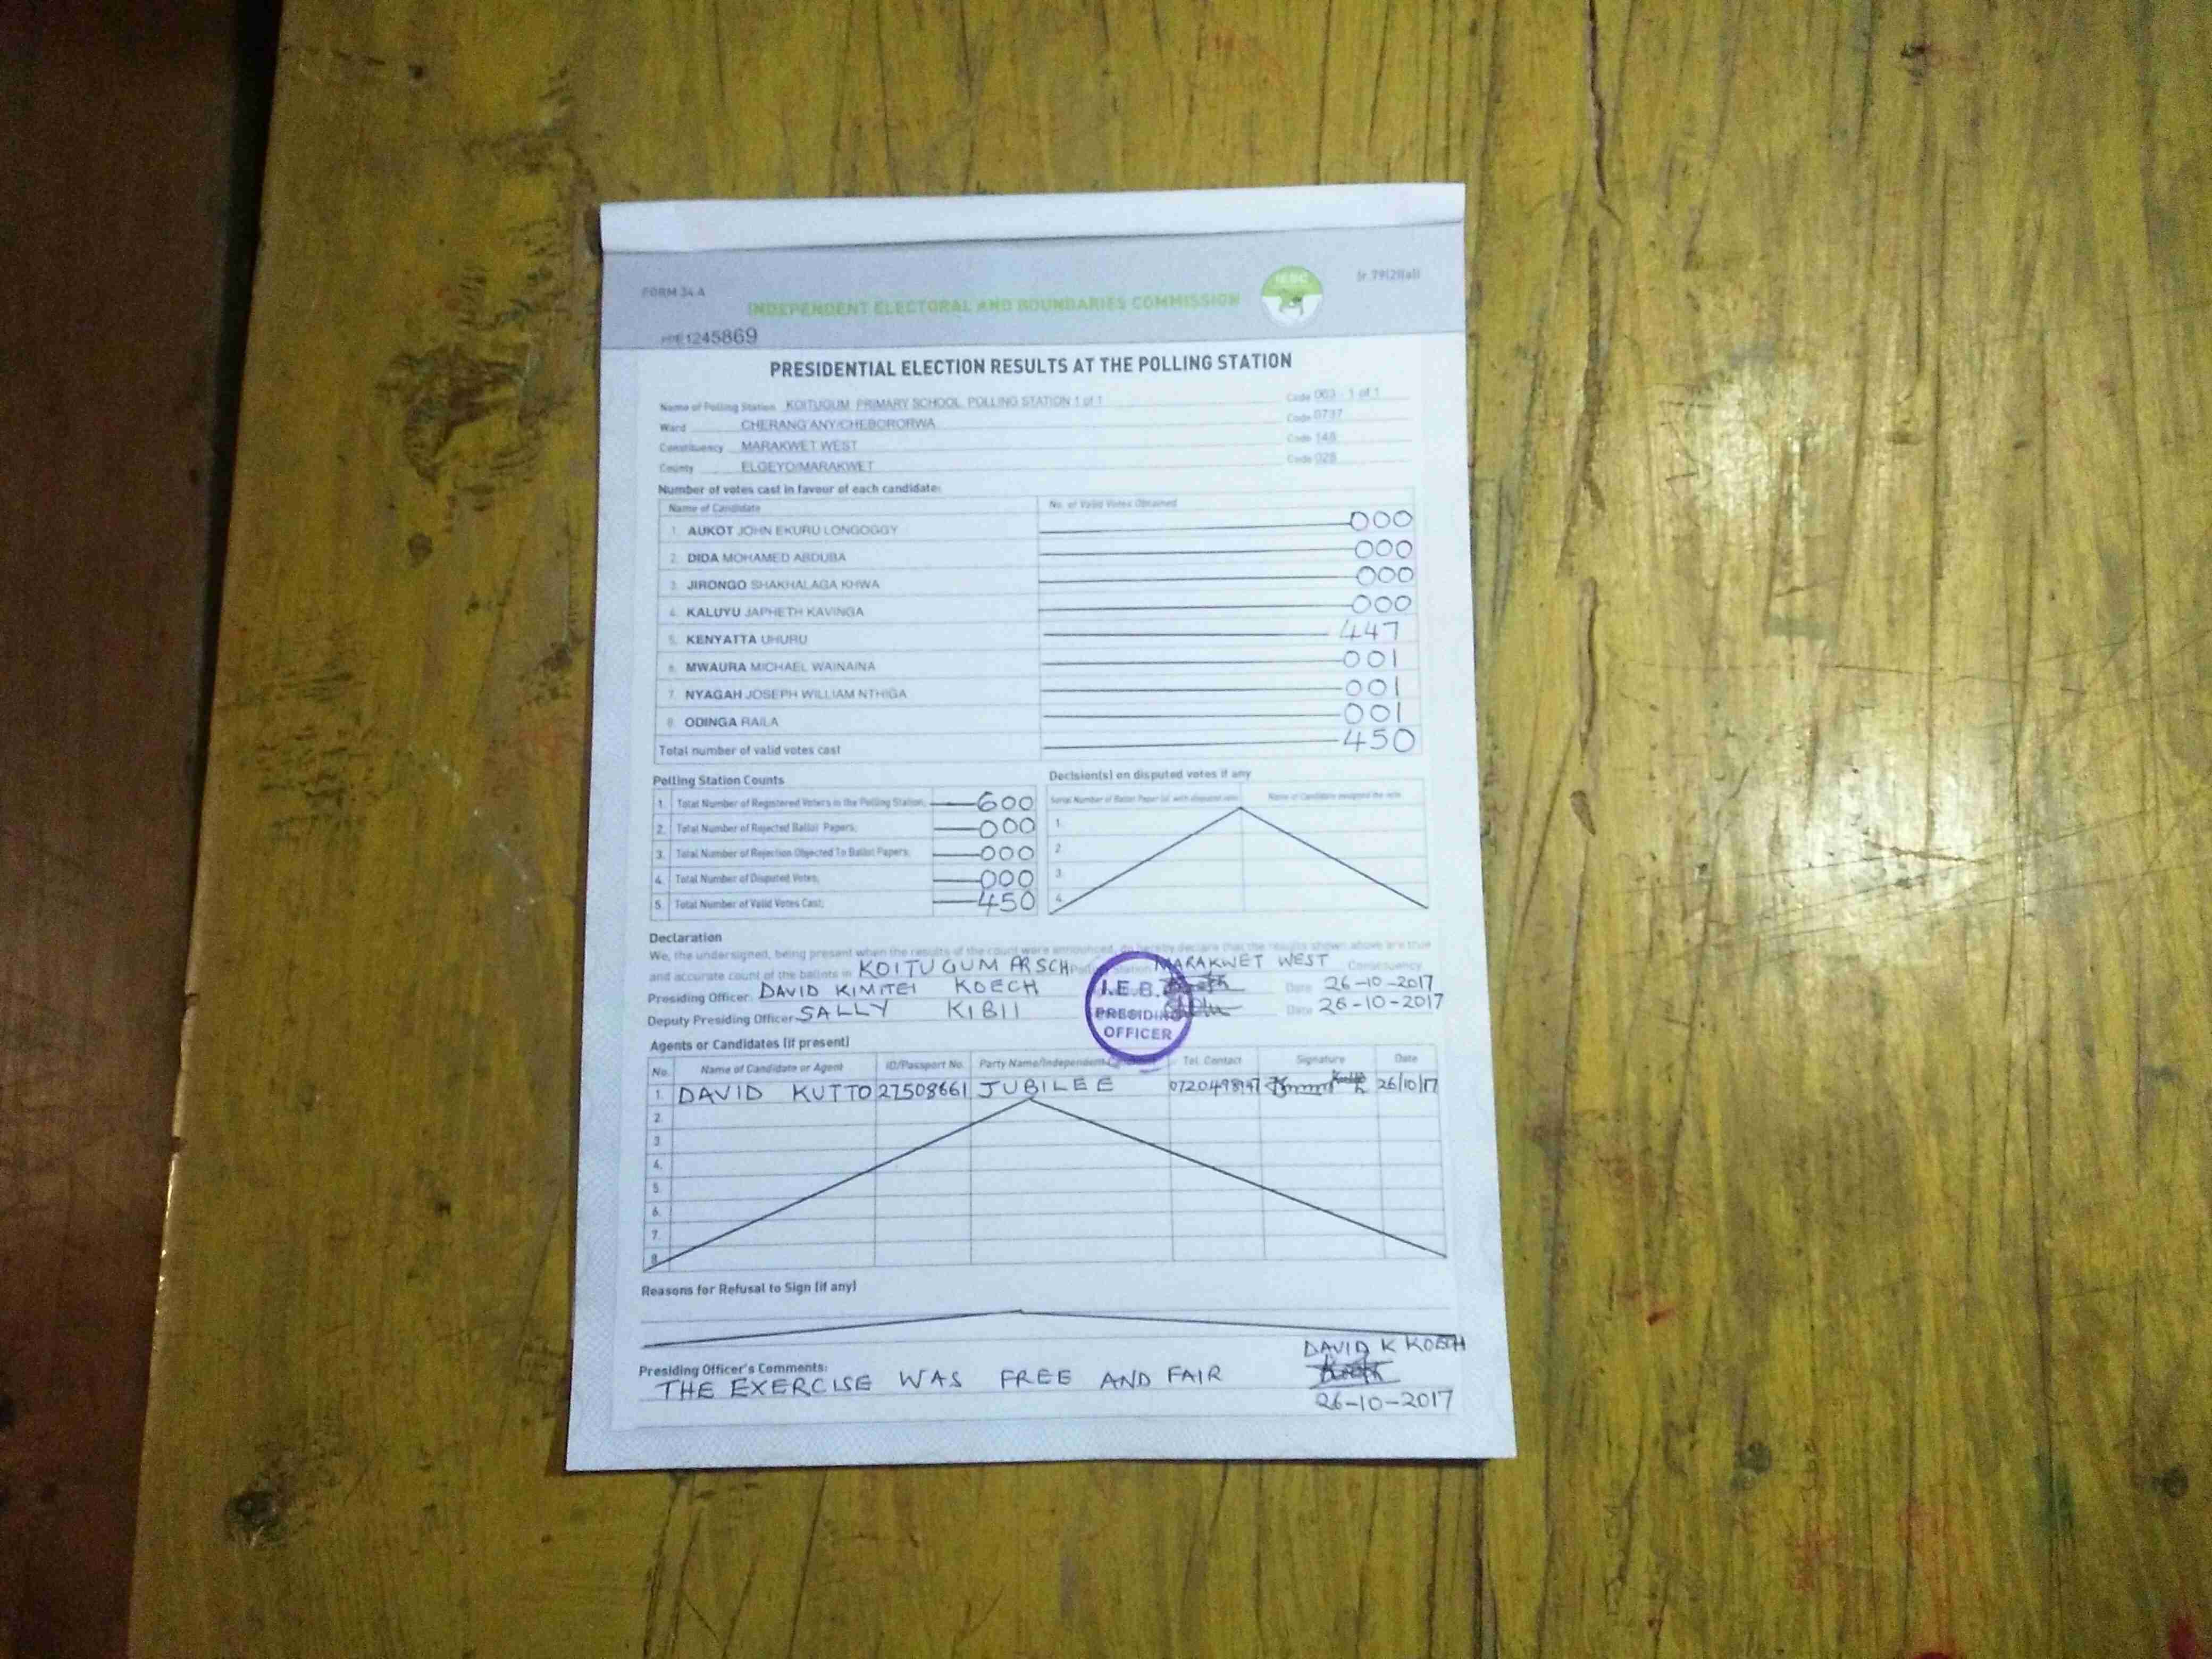 FORM 34 A
(r.79(2)(a))
IEBC
INDEPENDENT ELECTORAL AND BOUNDARIES COMMISSION
1245869
PRESIDENTIAL ELECTION RESULTS AT THE POLLING STATION
Name of Polling Station KOITUGUM PRIMARY SCHOOL POLLING STATION 1 of 1 Code 063 - 1 of 1
Ward CHERANG'ANY/CHEBORORWA Code 0737
Constituency MARAKWET WEST Code 148
County ELGEYO/MARAKWET Code 028
Number of votes cast in favour of each candidate:
Name of Candidate No. of Valid Votes Obtained
1. AUKOT JOHN EKURU LONGOGGY 000
2. DIDA MOHAMED ABDUBA 000
3. JIRONGO SHAKHALAGA KHWA 000
4. KALUYU JAPHETH KAVINGA 000
5. KENYATTA UHURU 447
6. MWAURA MICHAEL WAINAINA 001
7. NYAGAH JOSEPH WILLIAM NTHIGA 001
8. ODINGA RAILA 001
Total number of valid votes cast 450
Polling Station Counts
1. Total Number of Registered Voters in the Polling Station; 600
2. Total Number of Rejected Ballot Papers; 000
3. Total Number of Rejection Objected To Ballot Papers; 000
4. Total Number of Disputed Votes; 000
5. Total Number of Valid Votes Cast; 450
Decision(s) on disputed votes if any
Serial Number of Ballot Paper (s) with disputed vote Name of Candidate assigned the vote
1.
2.
3.
4.
Declaration
We, the undersigned, being present when the results of the count were announced, do hereby declare that the results shown above are true
and accurate count of the ballots in KOITUGUM PR SCH Polling Station MARAKWET WEST Constituency
Presiding Officer: DAVID KIMITEI KOECH Date 26-10-2017
Deputy Presiding Officer SALLY KIBII Date 26-10-2017
I.E.B.
PRESIDING
OFFICER
Agents or Candidates (if present)
No. Name of Candidate or Agent ID/Passport No. Party Name/Independent Tel. Contact Signature Date
1. DAVID KUTTO 27508661 JUBILEE 26/10/17
2.
3.
4.
5.
6.
7.
8.
Reasons for Refusal to Sign (if any)
Presiding Officer's Comments:
THE EXERCISE WAS FREE AND FAIR
DAVID K KOECH
26-10-2017